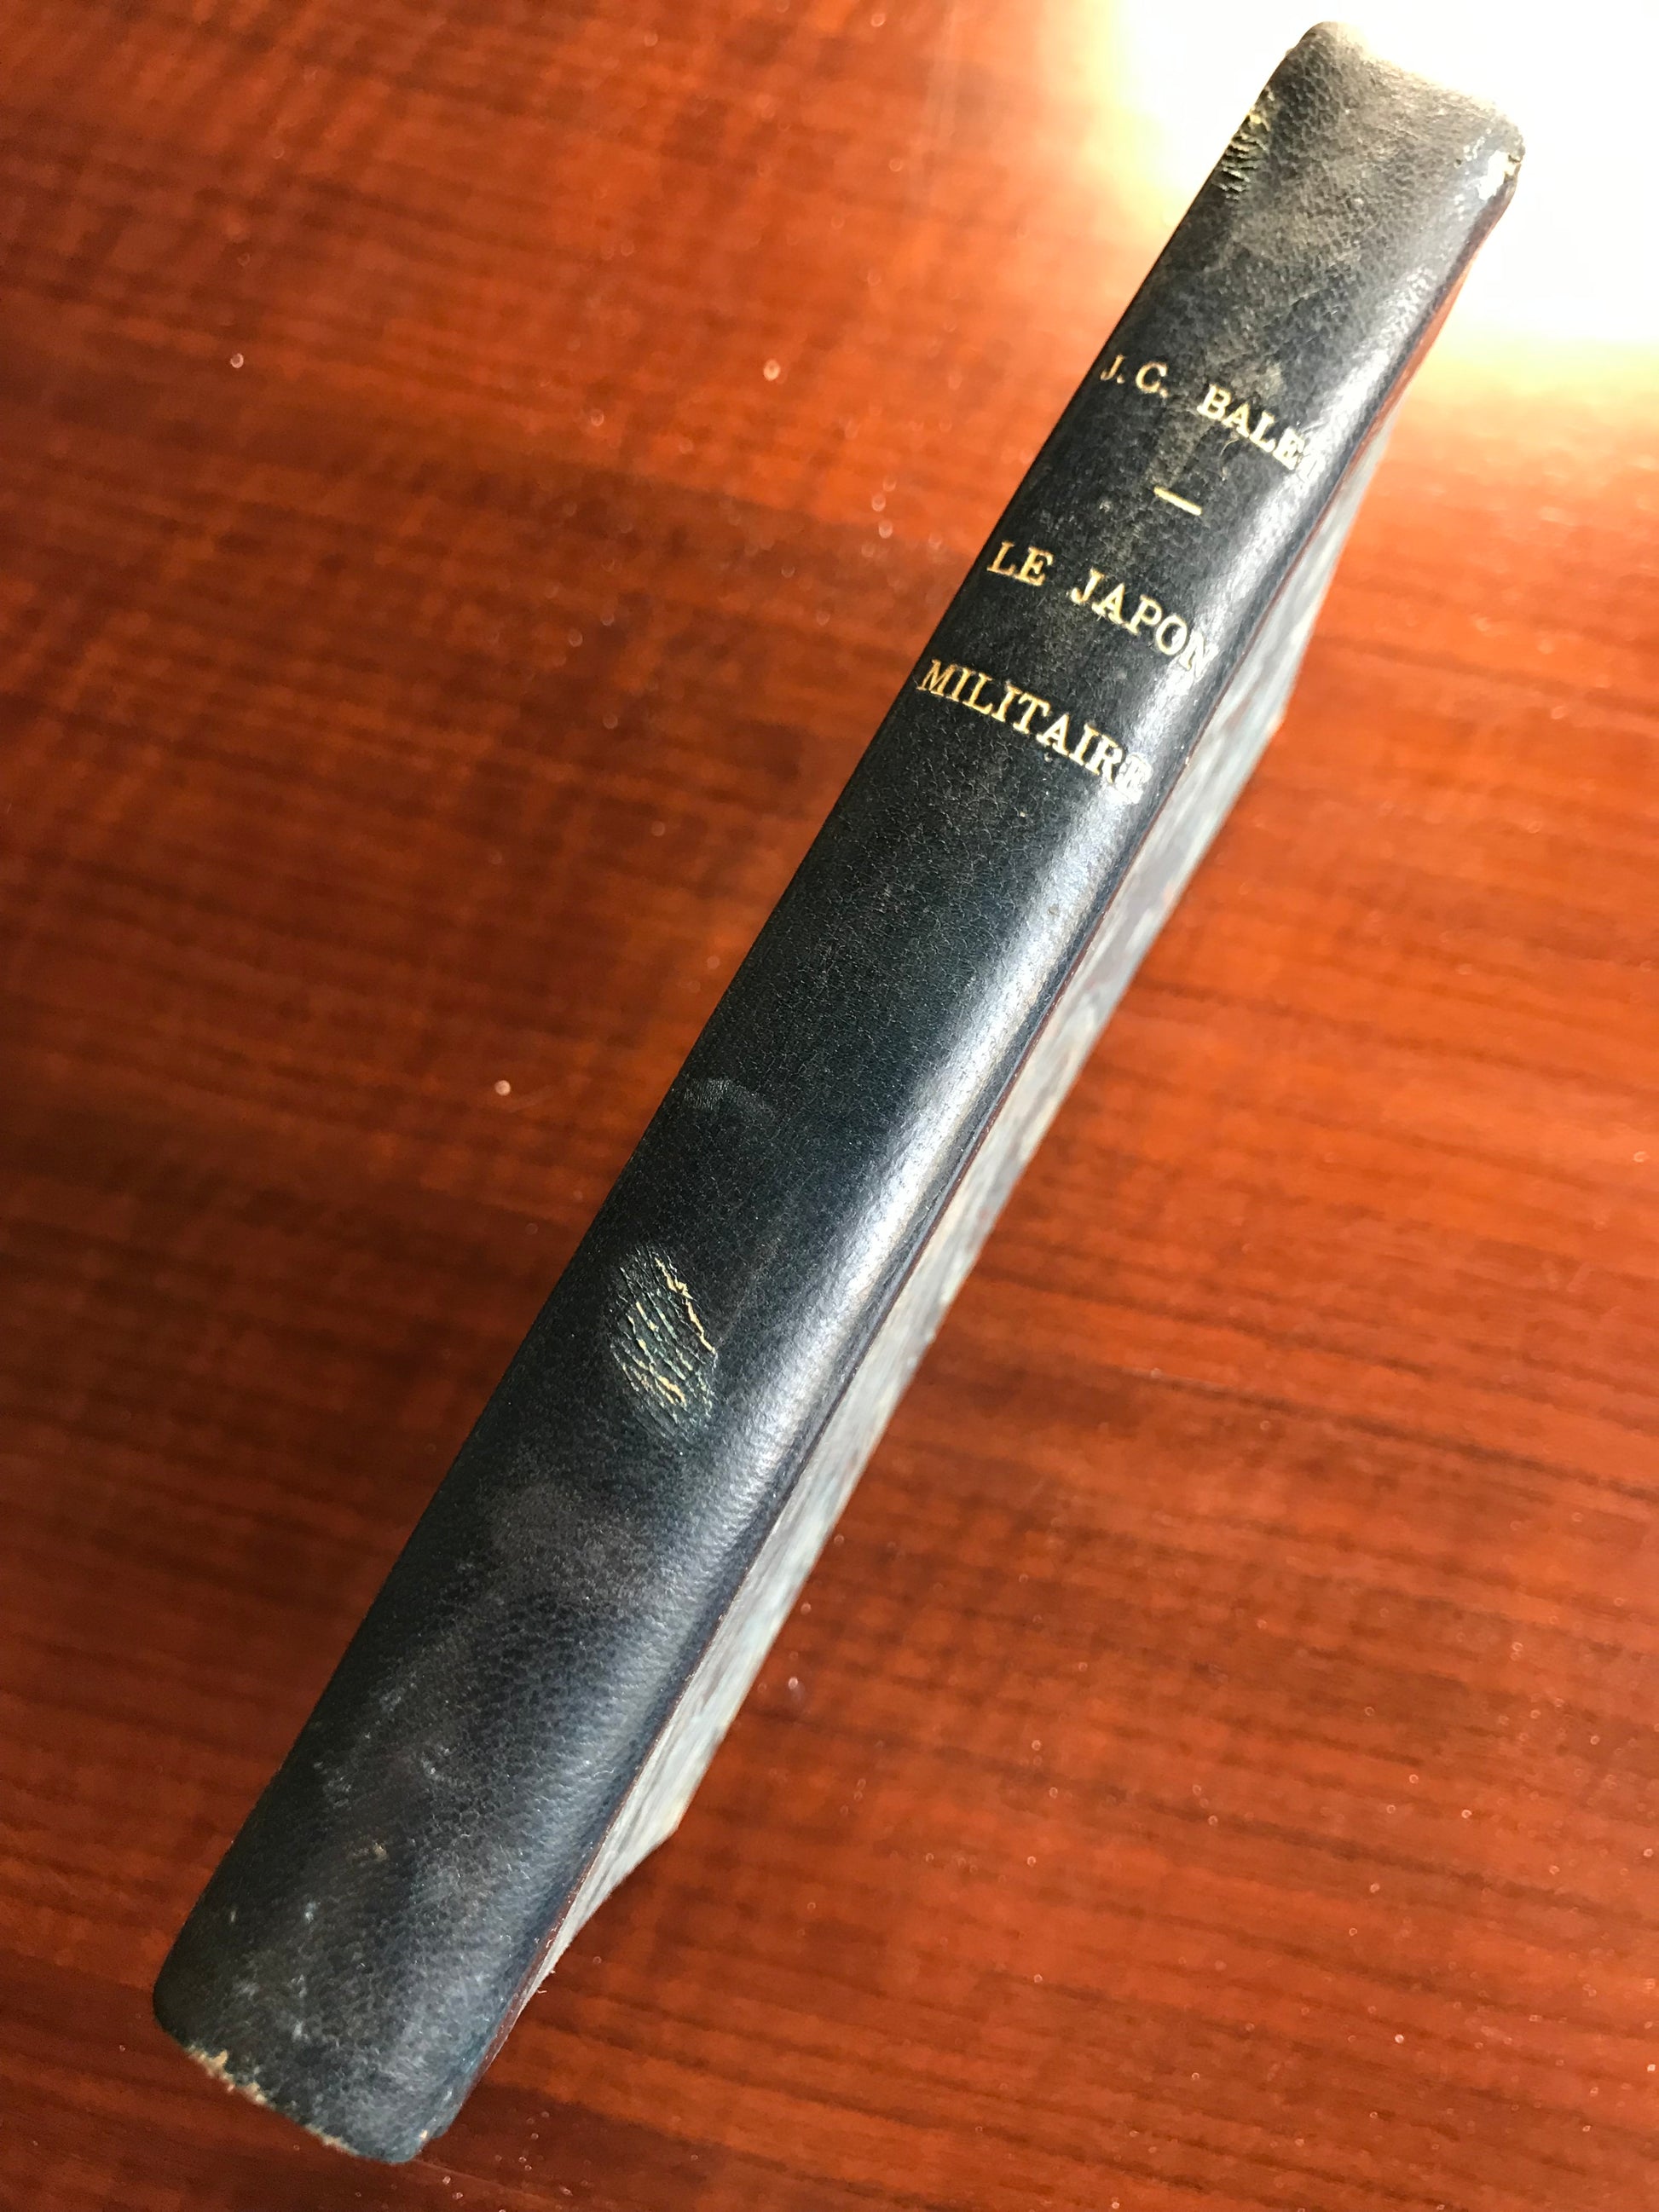 J. C. BALET
—
LE JAPON
MILITAIRE